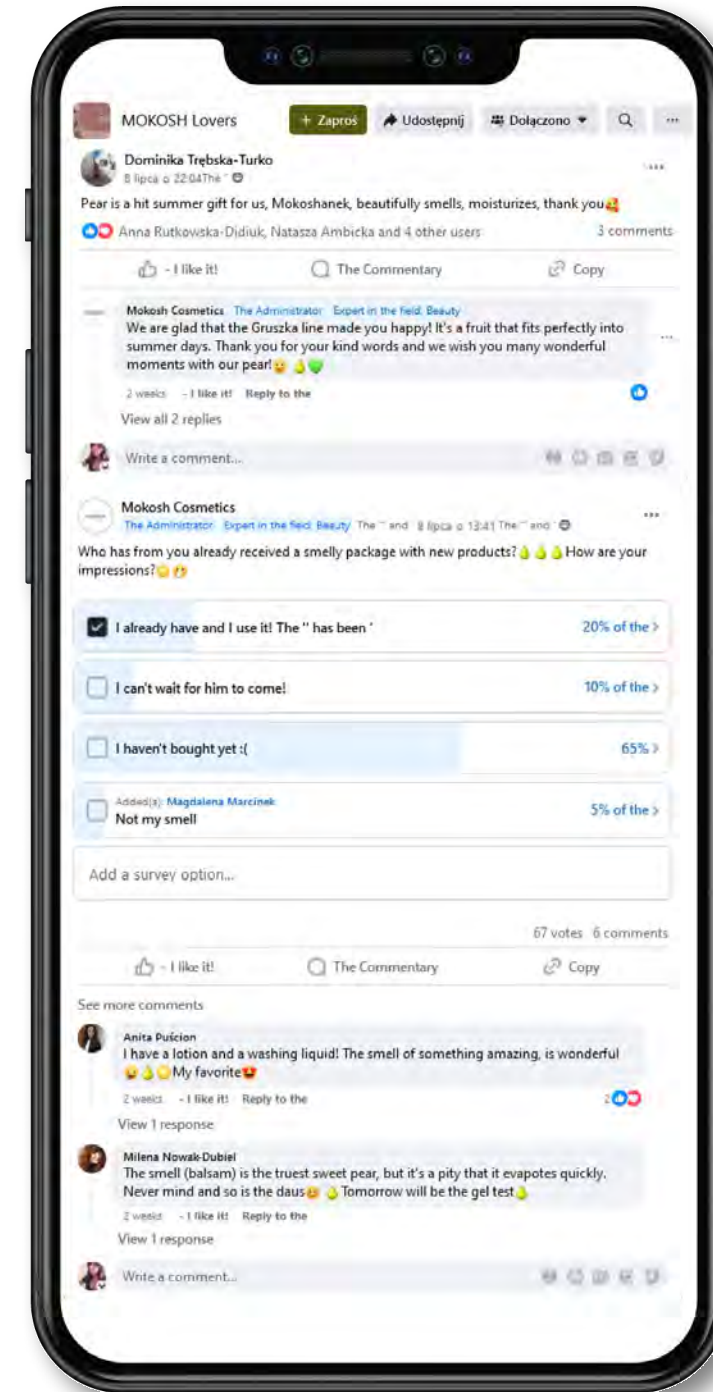 MOKOSH Lovers
+ Zaproś
Udostępnij
Dołączono
Dominika Trębska-Turko
8 lipca o 22:04The "
Pear is a hit summer gift for us, Mokoshanek, beautifully smells, moisturizes, thank you
Anna Rutkowska-Didiuk, Natasza Ambicka and 4 other users
3 comments
- I like it!
The Commentary
Copy
Mokosh Cosmetics The Administrator Expert in the field: Beauty
We are glad that the Gruszka line made you happy! It's a fruit that fits perfectly into
summer days. Thank you for your kind words and we wish you many wonderful
moments with our pear!
2 weeks - I like it! Reply to the
View all 2 replies
Write a comment...
Mokosh Cosmetics
The Administrator Expert in the field: Beauty The " and 8 lipca o 13:41 The " and "
Who has from you already received a smelly package with new products? How are your
impressions?
I already have and I use it! The " has been '
20% of the >
I can't wait for him to come!
10% of the >
I haven't bought yet :(
65% >
Added(a): Magdalena Marcinek
Not my smell
5% of the >
Add a survey option...
67 votes 6 comments
- I like it!
The Commentary
Copy
See more comments
Anita Puścion
I have a lotion and a washing liquid! The smell of something amazing, is wonderful
My favorite
2 weeks - I like it! Reply to the
2
View 1 response
Milena Nowak-Dubiel
The smell (balsam) is the truest sweet pear, but it's a pity that it evapotes quickly.
Never mind and so is the daus Tomorrow will be the gel test
2 weeks - I like it! Reply to the
View 1 response
Write a comment...